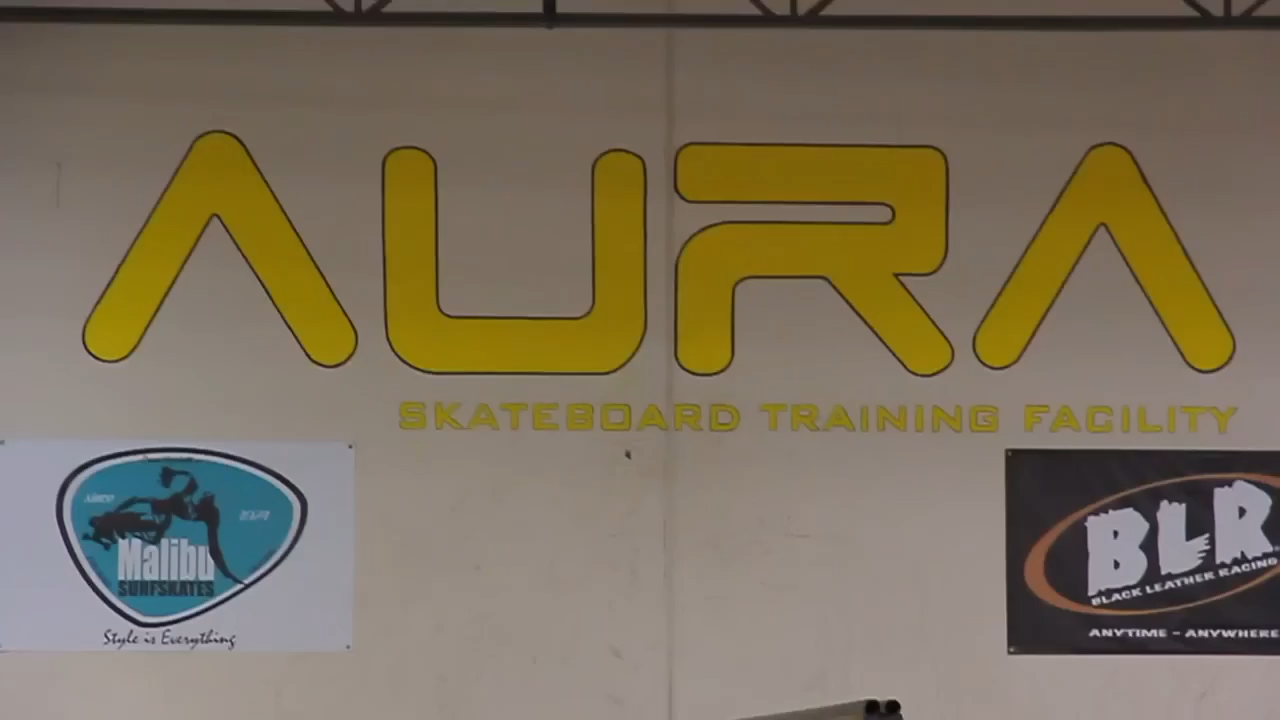 AURA
SKATEBOARD TRAINING FACILITY
Malibu
SURFSKATES
Style is Everything
BLR
BLACK LEATHER RACING
ANYTIME - ANYWHERE